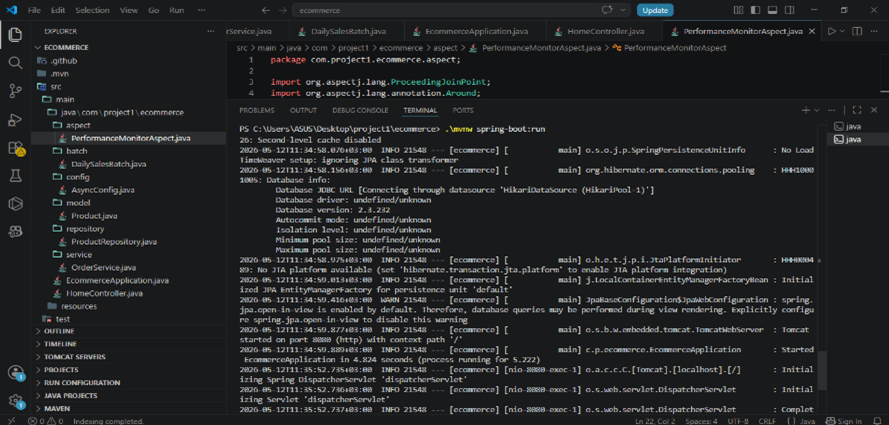 File Edit Selection View Go Run ...
ecommerce
Update
EXPLORER ...
ECOMMERCE
.github
.mvn
src
main
java\com\project1\ecommerce
aspect
PerformanceMonitorAspect.java
batch
DailySalesBatch.java
config
AsyncConfig.java
model
Product.java
repository
ProductRepository.java
service
OrderService.java
EcommerceApplication.java
HomeController.java
resources
test
OUTLINE
TIMELINE
TOMCAT SERVERS
PROJECTS
RUN CONFIGURATION
JAVA PROJECTS
MAVEN
rService.java DailySalesBatch.java EcommerceApplication.java HomeController.java PerformanceMonitorAspect.java
src > main > java > com > project1 > ecommerce > aspect > PerformanceMonitorAspect.java > PerformanceMonitorAspect
1 package com.project1.ecommerce.aspect;
2
3 import org.aspectj.lang.ProceedingJoinPoint;
4 import org.aspectj.lang.annotation.Around;
PROBLEMS OUTPUT DEBUG CONSOLE TERMINAL PORTS
PS C:\Users\ASUS\Desktop\project1\ecommerce> .\mvnw spring-boot:run
26: Second-level cache disabled
2026-05-12T11:34:58.076+03:00 INFO 21548 --- [ecommerce] [ main] o.s.o.j.p.SpringPersistenceUnitInfo : No Load
TimeWeaver setup: ignoring JPA class transformer
2026-05-12T11:34:58.156+03:00 INFO 21548 --- [ecommerce] [ main] org.hibernate.orm.connections.pooling : HHH1000
1005: Database info:
Database JDBC URL [Connecting through datasource 'HikariDataSource (HikariPool-1)']
Database driver: undefined/unknown
Database version: 2.3.232
Autocommit mode: undefined/unknown
Isolation level: undefined/unknown
Minimum pool size: undefined/unknown
Maximum pool size: undefined/unknown
2026-05-12T11:34:58.975+03:00 INFO 21548 --- [ecommerce] [ main] o.h.e.t.j.p.i.JtaPlatformInitiator : HHH0004
89: No JTA platform available (set 'hibernate.transaction.jta.platform' to enable JTA platform integration)
2026-05-12T11:34:59.013+03:00 INFO 21548 --- [ecommerce] [ main] j.LocalContainerEntityManagerFactoryBean : Initial
ized JPA EntityManagerFactory for persistence unit 'default'
2026-05-12T11:34:59.416+03:00 WARN 21548 --- [ecommerce] [ main] JpaBaseConfiguration$JpaWebConfiguration : spring.
jpa.open-in-view is enabled by default. Therefore, database queries may be performed during view rendering. Explicitly configu
re spring.jpa.open-in-view to disable this warning
2026-05-12T11:34:59.877+03:00 INFO 21548 --- [ecommerce] [ main] o.s.b.w.embedded.tomcat.TomcatWebServer : Tomcat
started on port 8080 (http) with context path '/'
2026-05-12T11:34:59.889+03:00 INFO 21548 --- [ecommerce] [ main] c.p.ecommerce.EcommerceApplication : Started
EcommerceApplication in 4.824 seconds (process running for 5.222)
2026-05-12T11:35:52.735+03:00 INFO 21548 --- [ecommerce] [nio-8080-exec-1] o.a.c.c.C.[Tomcat].[localhost].[/] : Initial
izing Spring DispatcherServlet 'dispatcherServlet'
2026-05-12T11:35:52.736+03:00 INFO 21548 --- [ecommerce] [nio-8080-exec-1] o.s.web.servlet.DispatcherServlet : Initial
izing Servlet 'dispatcherServlet'
2026-05-12T11:35:52.737+03:00 INFO 21548 --- [ecommerce] [nio-8080-exec-1] o.s.web.servlet.DispatcherServlet : Complet
java
java
0 0 Indexing completed.
Ln 22, Col 2 Spaces: 4 UTF-8 CRLF {} Java Sign In